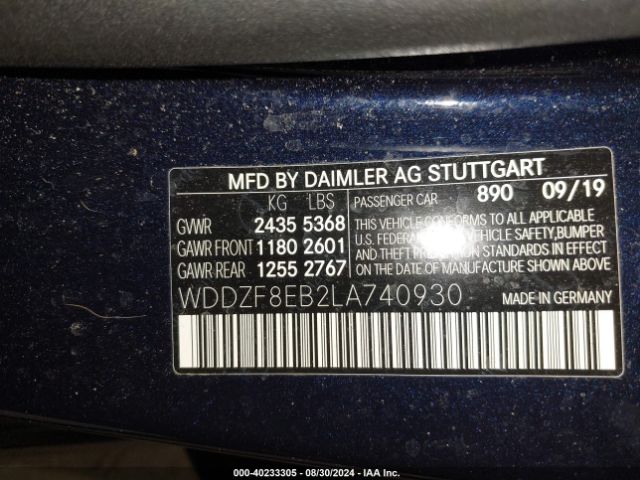 MFD BY DAIMLER AG STUTTGART
KG LBS PASSENGER CAR 890 09/19
GVWR 2435 5368
GAWR FRONT 1180 2601
GAWR REAR 1255 2767
THIS VEHICLE CONFORMS TO ALL APPLICABLE
U.S. FEDERAL VEHICLE SAFETY, BUMPER
AND THEFT PREVENTION STANDARDS IN EFFECT
ON THE DATE OF MANUFACTURE SHOWN ABOVE
WDDZF8EB2LA740930 MADE IN GERMANY
000-40233305 - 08/30/2024 - IAA Inc.